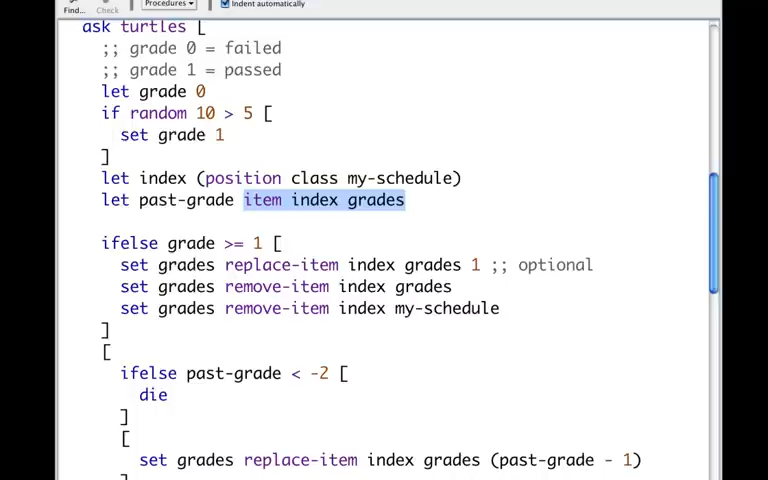 Find... Check Procedures Indent automatically
ask turtles [
;; grade 0 = failed
;; grade 1 = passed
let grade 0
if random 10 > 5 [
set grade 1
]
let index (position class my-schedule)
let past-grade item index grades
ifelse grade >= 1 [
set grades replace-item index grades 1 ;; optional
set grades remove-item index grades
set grades remove-item index my-schedule
]
[
ifelse past-grade < -2 [
die
]
[
set grades replace-item index grades (past-grade - 1)
]